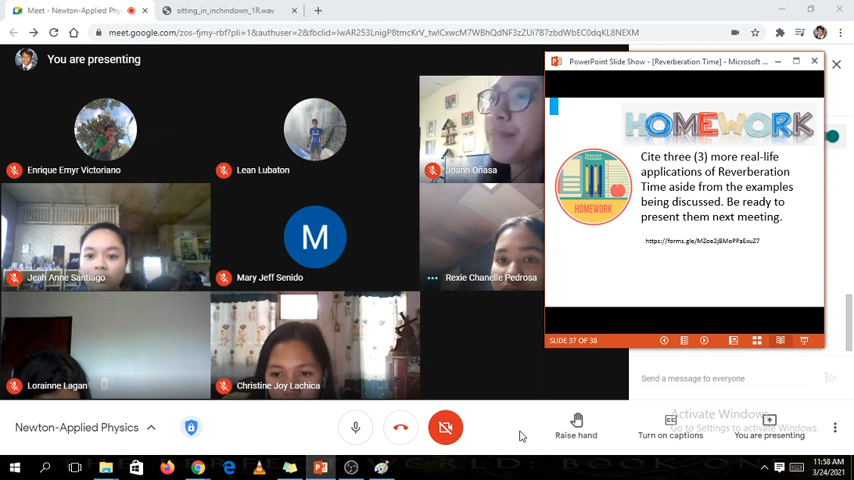 Meet - Newton-Applied Physics
sitting_in_inchindown_1R.wav
meet.google.com/zos-fjmy-rbf?pli=1&authuser=2&fbclid=IwAR253LnigP8tmcKrV_twICxwcM7WBhQdNF3zZUi7B7zbdWbEC0dqKL8NEXM
You are presenting
Enrique Emyr Victoriano
Lean Lubaton
Joann Oñasa
Jeah Anne Santiago
M
Mary Jeff Senido
Rexie Chanelle Pedrosa
Lorainne Lagan
Christine Joy Lachica
PowerPoint Slide Show - [Reverberation Time] - Microsoft ...
HOMEWORK
HOMEWORK
Cite three (3) more real-life
applications of Reverberation
Time aside from the examples
being discussed. Be ready to
present them next meeting.
https://forms.gle/MZoe2jBMoPPaExuZ7
SLIDE 37 OF 38
Send a message to everyone
Activate Windows
Go to Settings to activate Windows.
Newton-Applied Physics
Raise hand
Turn on captions
You are presenting
11:58 AM
3/24/2021